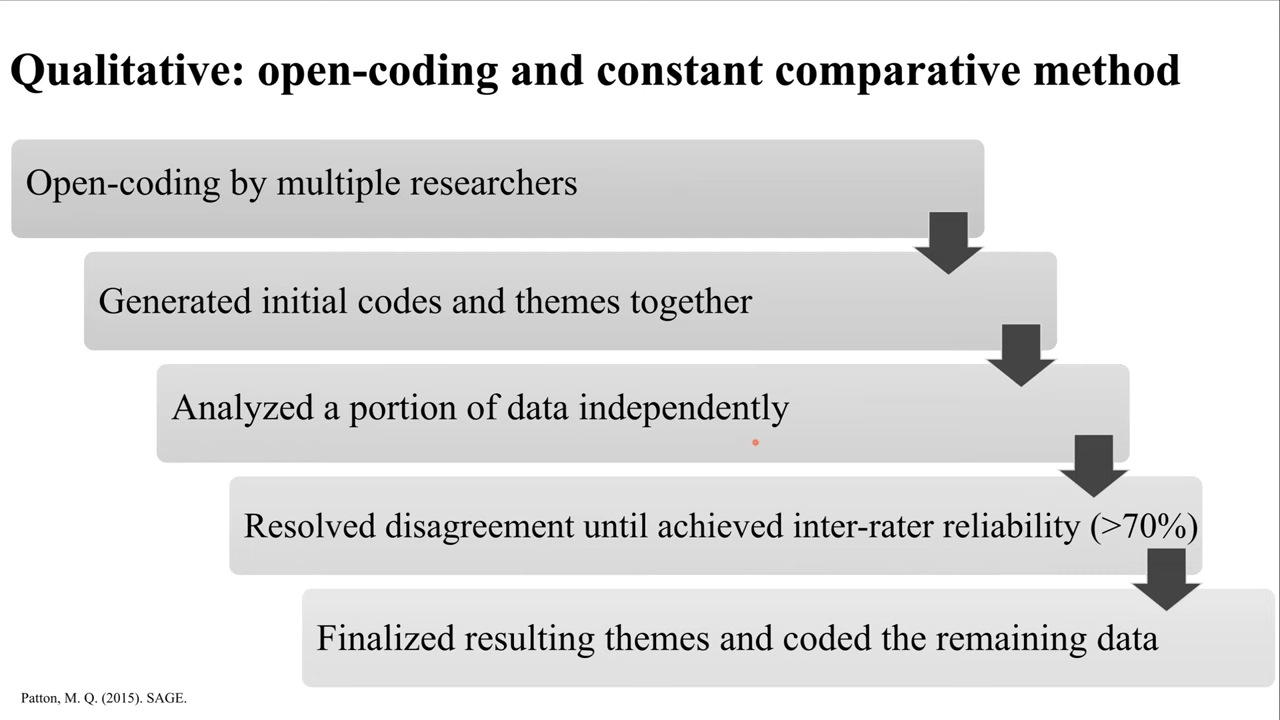 Qualitative: open-coding and constant comparative method
Open-coding by multiple researchers
Generated initial codes and themes together
Analyzed a portion of data independently
Resolved disagreement until achieved inter-rater reliability (>70%)
Finalized resulting themes and coded the remaining data
Patton, M. Q. (2015). SAGE.